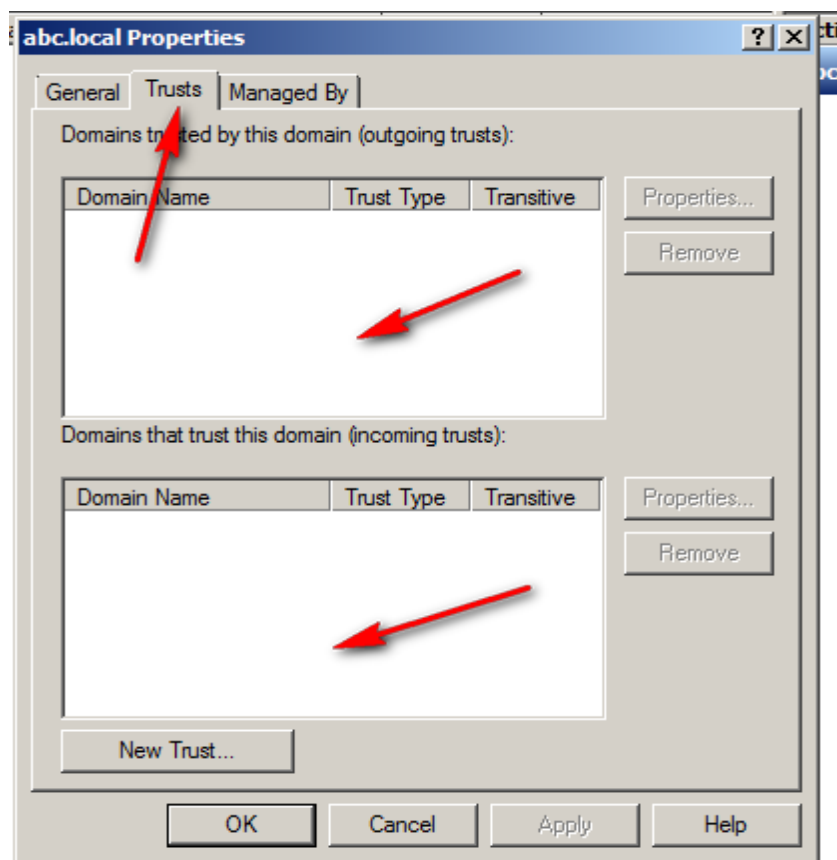 abc.local Properties
General Trusts Managed By
Domains trusted by this domain (outgoing trusts):
Domain Name Trust Type Transitive
Properties...
Remove
Domains that trust this domain (incoming trusts):
Domain Name Trust Type Transitive
Properties...
Remove
New Trust...
OK Cancel Apply Help